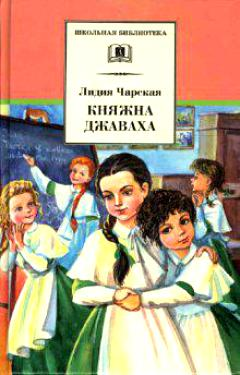 ШКОЛЬНАЯ БИБЛИОТЕКА
Лидия Чарская
КНЯЖНА
ДЖАВАХА